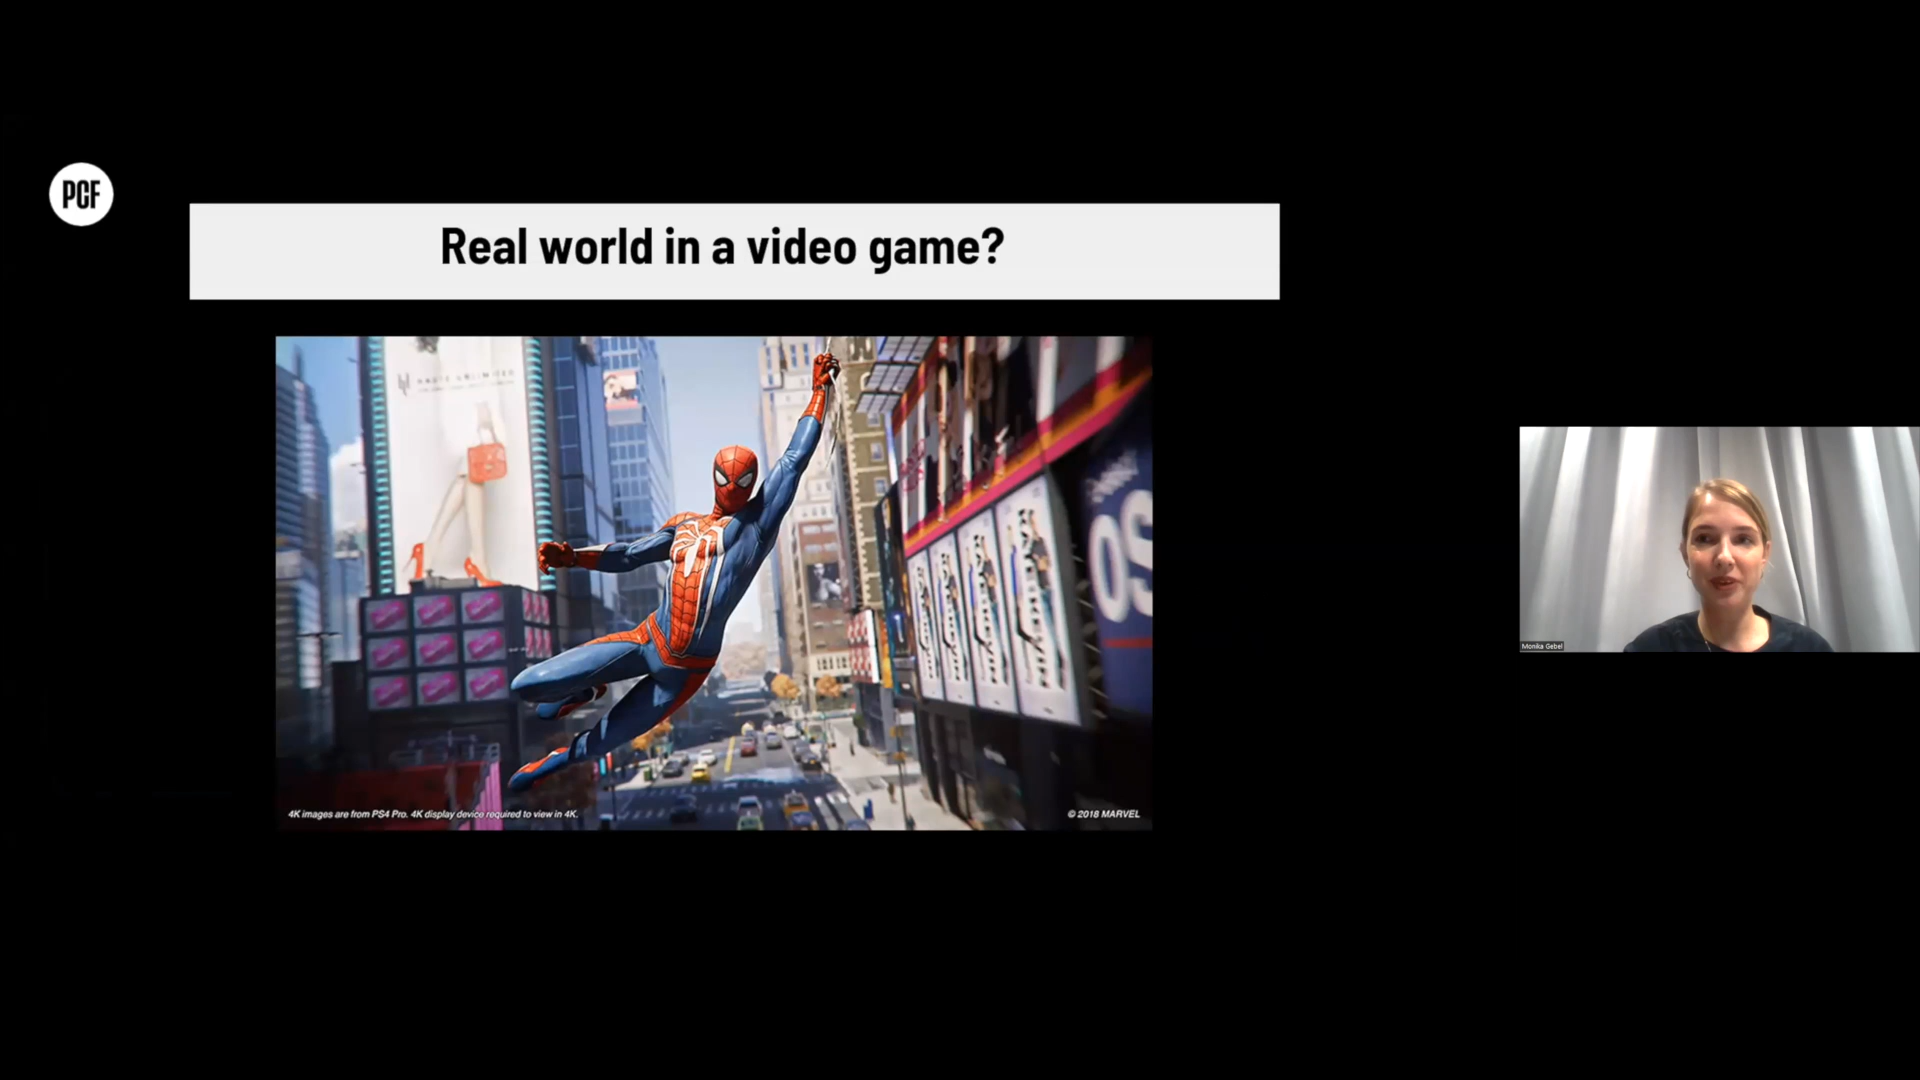 PCF
Real world in a video game?
4K images are from PS4 Pro. 4K display device required to view in 4K.
© 2018 MARVEL
Monika Gebel